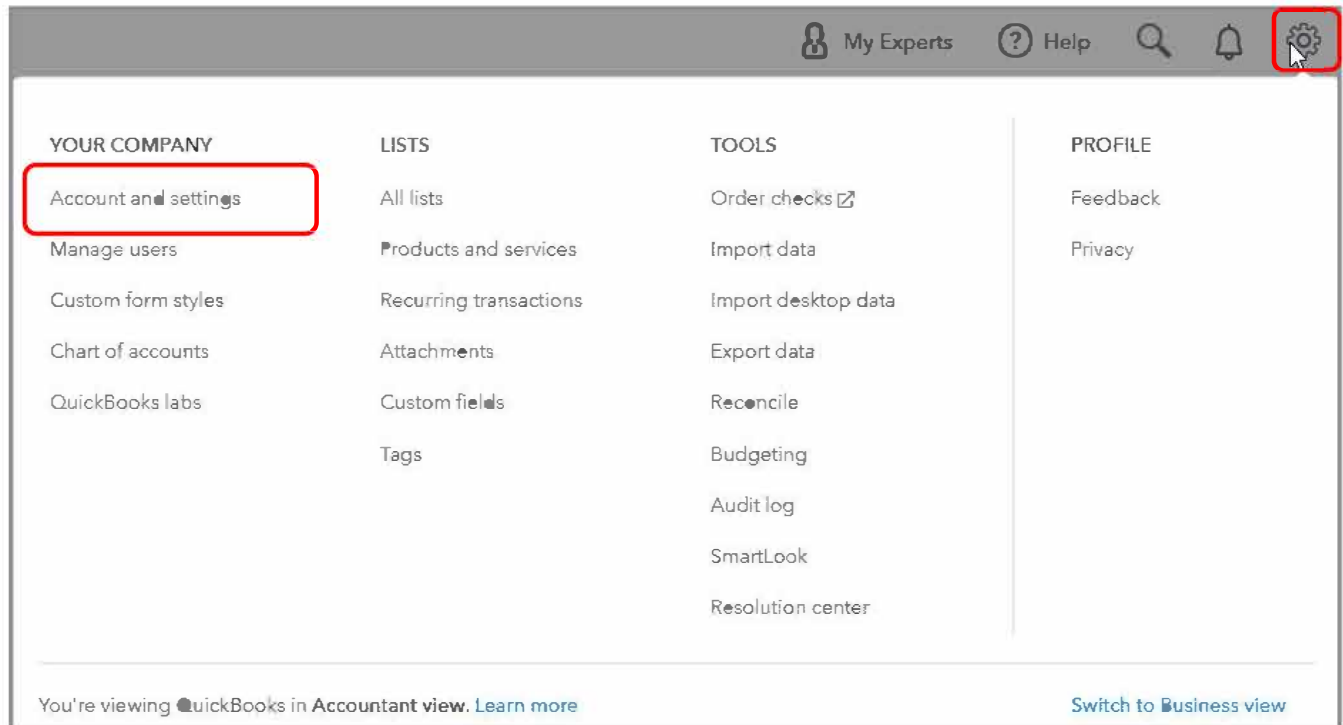 My Experts
Help
YOUR COMPANY
Account and settings
Manage users
Custom form styles
Chart of accounts
QuickBooks labs
LISTS
All lists
Products and services
Recurring transactions
Attachments
Custom fields
Tags
TOOLS
Order checks
Import data
Import desktop data
Export data
Reconcile
Budgeting
Audit log
SmartLook
Resolution center
PROFILE
Feedback
Privacy
You're viewing QuickBooks in Accountant view. Learn more
Switch to Business view